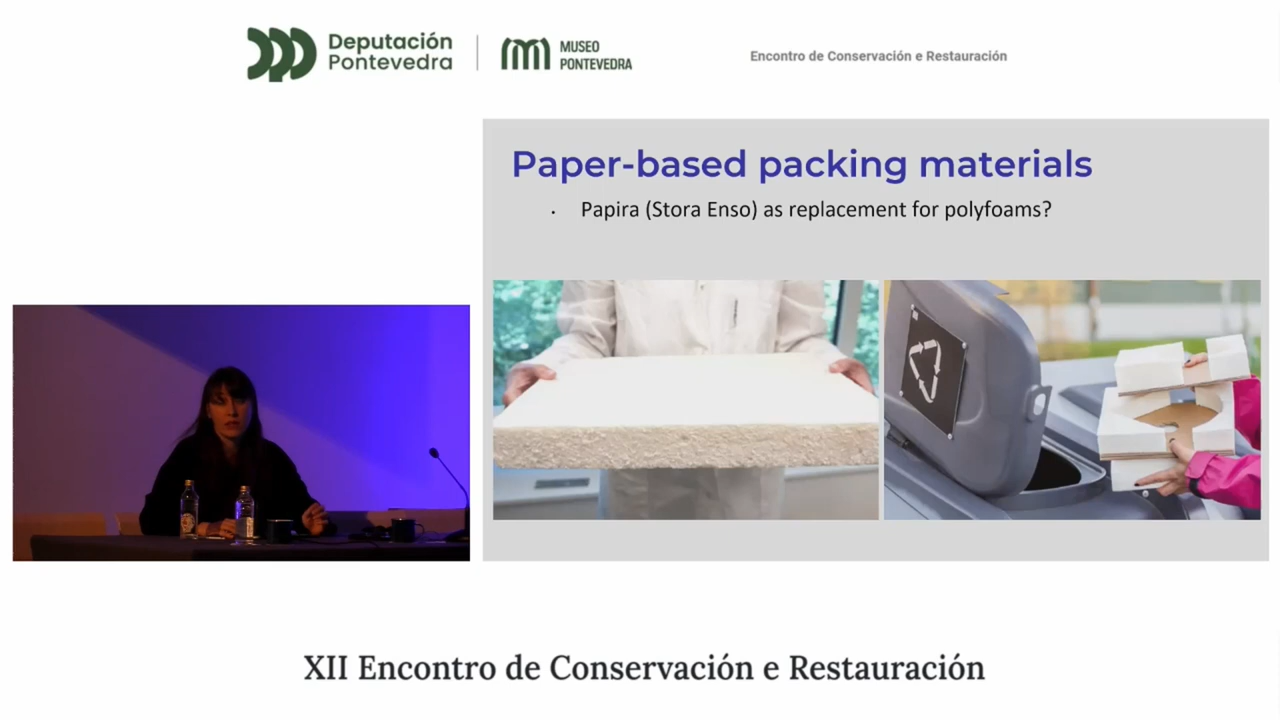 Deputación
Pontevedra
MUSEO
PONTEVEDRA
Encontro de Conservación e Restauración
Paper-based packing materials
• Papira (Stora Enso) as replacement for polyfoams?
XII Encontro de Conservación e Restauración